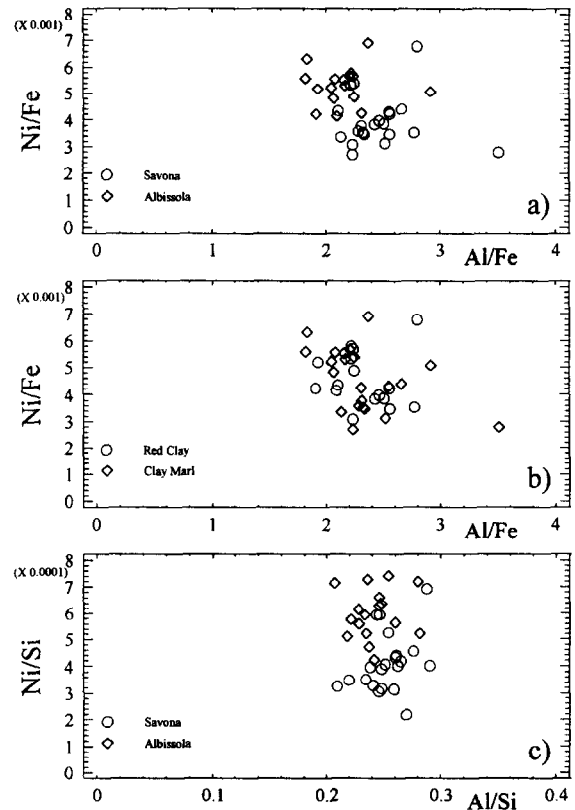 (X 0.001)
8
7
6
5
4
3
2
1
0
Ni/Fe
Savona
Albissola
a)
0 1 2 3 4
Al/Fe
(X 0.001)
8
7
6
5
4
3
2
1
0
Ni/Fe
Red Clay
Clay Marl
b)
0 1 2 3 4
Al/Fe
(X 0.0001)
8
7
6
5
4
3
2
1
0
Ni/Si
Savona
Albissola
c)
0 0.1 0.2 0.3 0.4
Al/Si